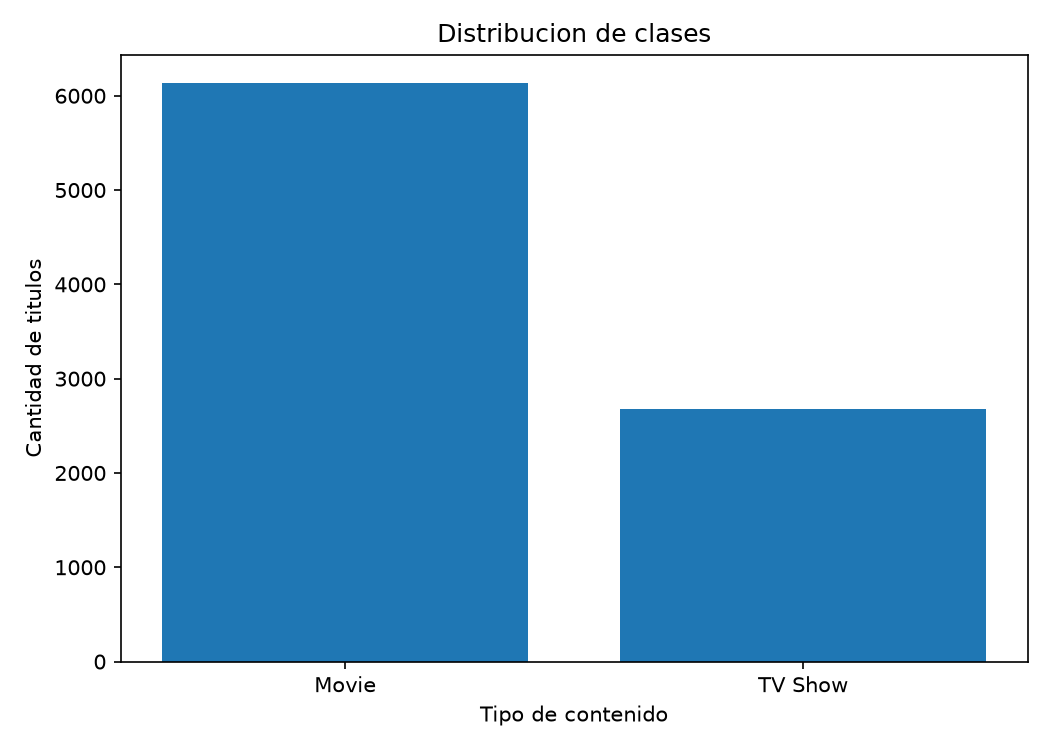 Distribucion de clases
Cantidad de titulos
6000
5000
4000
3000
2000
1000
0
Movie
TV Show
Tipo de contenido